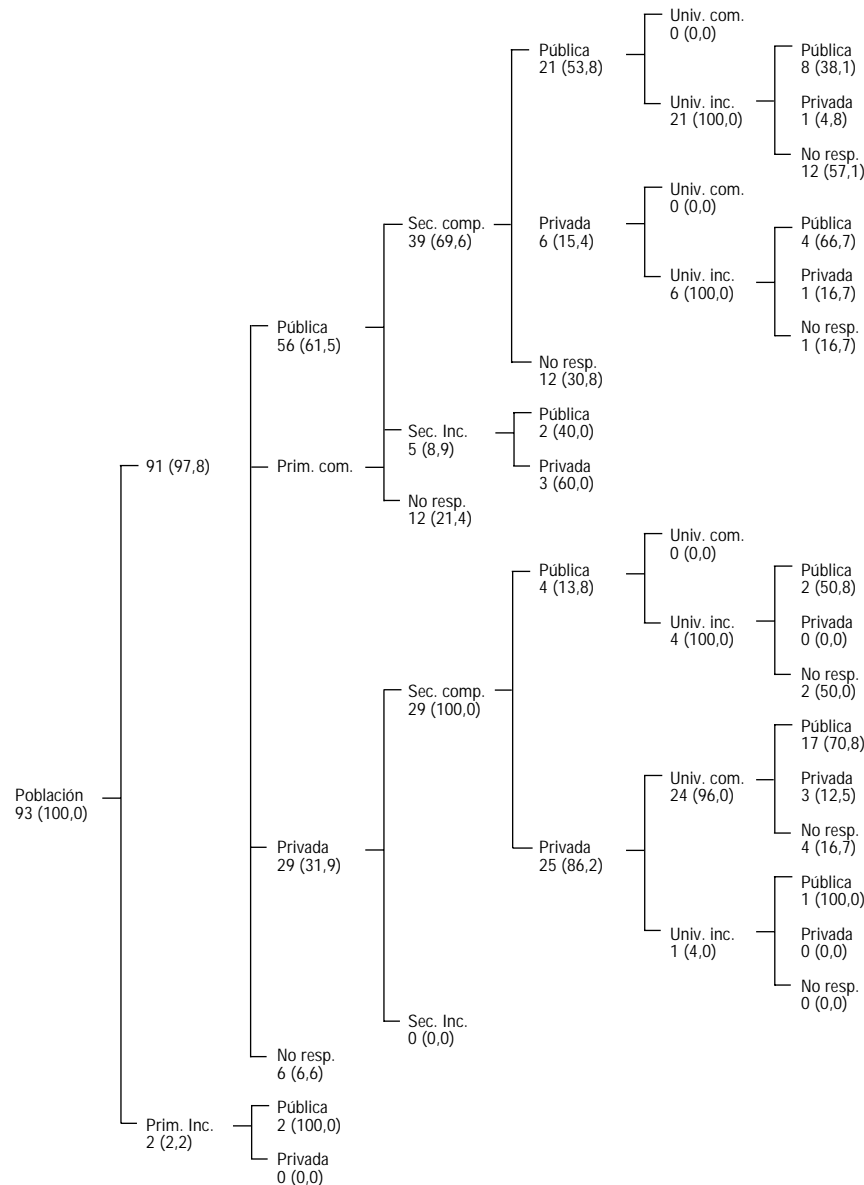 Población
93 (100,0)
91 (97,8)
Prim. Inc.
2 (2,2)
Pública
56 (61,5)
Prim. com.
Privada
29 (31,9)
No resp.
6 (6,6)
Pública
2 (100,0)
Privada
0 (0,0)
Sec. comp.
39 (69,6)
Sec. Inc.
5 (8,9)
No resp.
12 (21,4)
Sec. comp.
29 (100,0)
Sec. Inc.
0 (0,0)
Pública
21 (53,8)
Privada
6 (15,4)
No resp.
12 (30,8)
Pública
2 (40,0)
Privada
3 (60,0)
Pública
4 (13,8)
Privada
25 (86,2)
Univ. com.
0 (0,0)
Univ. inc.
21 (100,0)
Univ. com.
0 (0,0)
Univ. inc.
6 (100,0)
Univ. com.
0 (0,0)
Univ. inc.
4 (100,0)
Univ. com.
24 (96,0)
Univ. inc.
1 (4,0)
Pública
8 (38,1)
Privada
1 (4,8)
No resp.
12 (57,1)
Pública
4 (66,7)
Privada
1 (16,7)
No resp.
1 (16,7)
Pública
2 (50,8)
Privada
0 (0,0)
No resp.
2 (50,0)
Pública
17 (70,8)
Privada
3 (12,5)
No resp.
4 (16,7)
Pública
1 (100,0)
Privada
0 (0,0)
No resp.
0 (0,0)